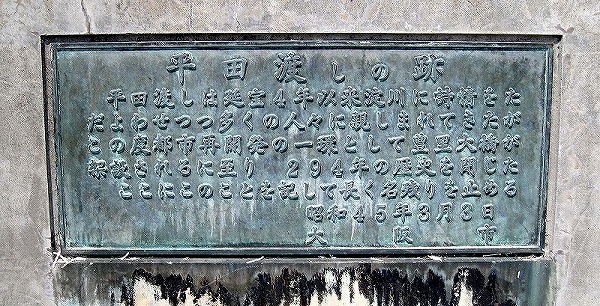 平田渡しの跡
平田渡しは延宝4年以来淀川に詩情をた
だよわせつつ多くの人々に親しまれてきたが
この度都市再開発の一環として豊里大橋が
架設されるに至り 294年の歴史を閉じた
ここにこのことを記して長く名残りを止める
昭和45年3月3日
大阪市